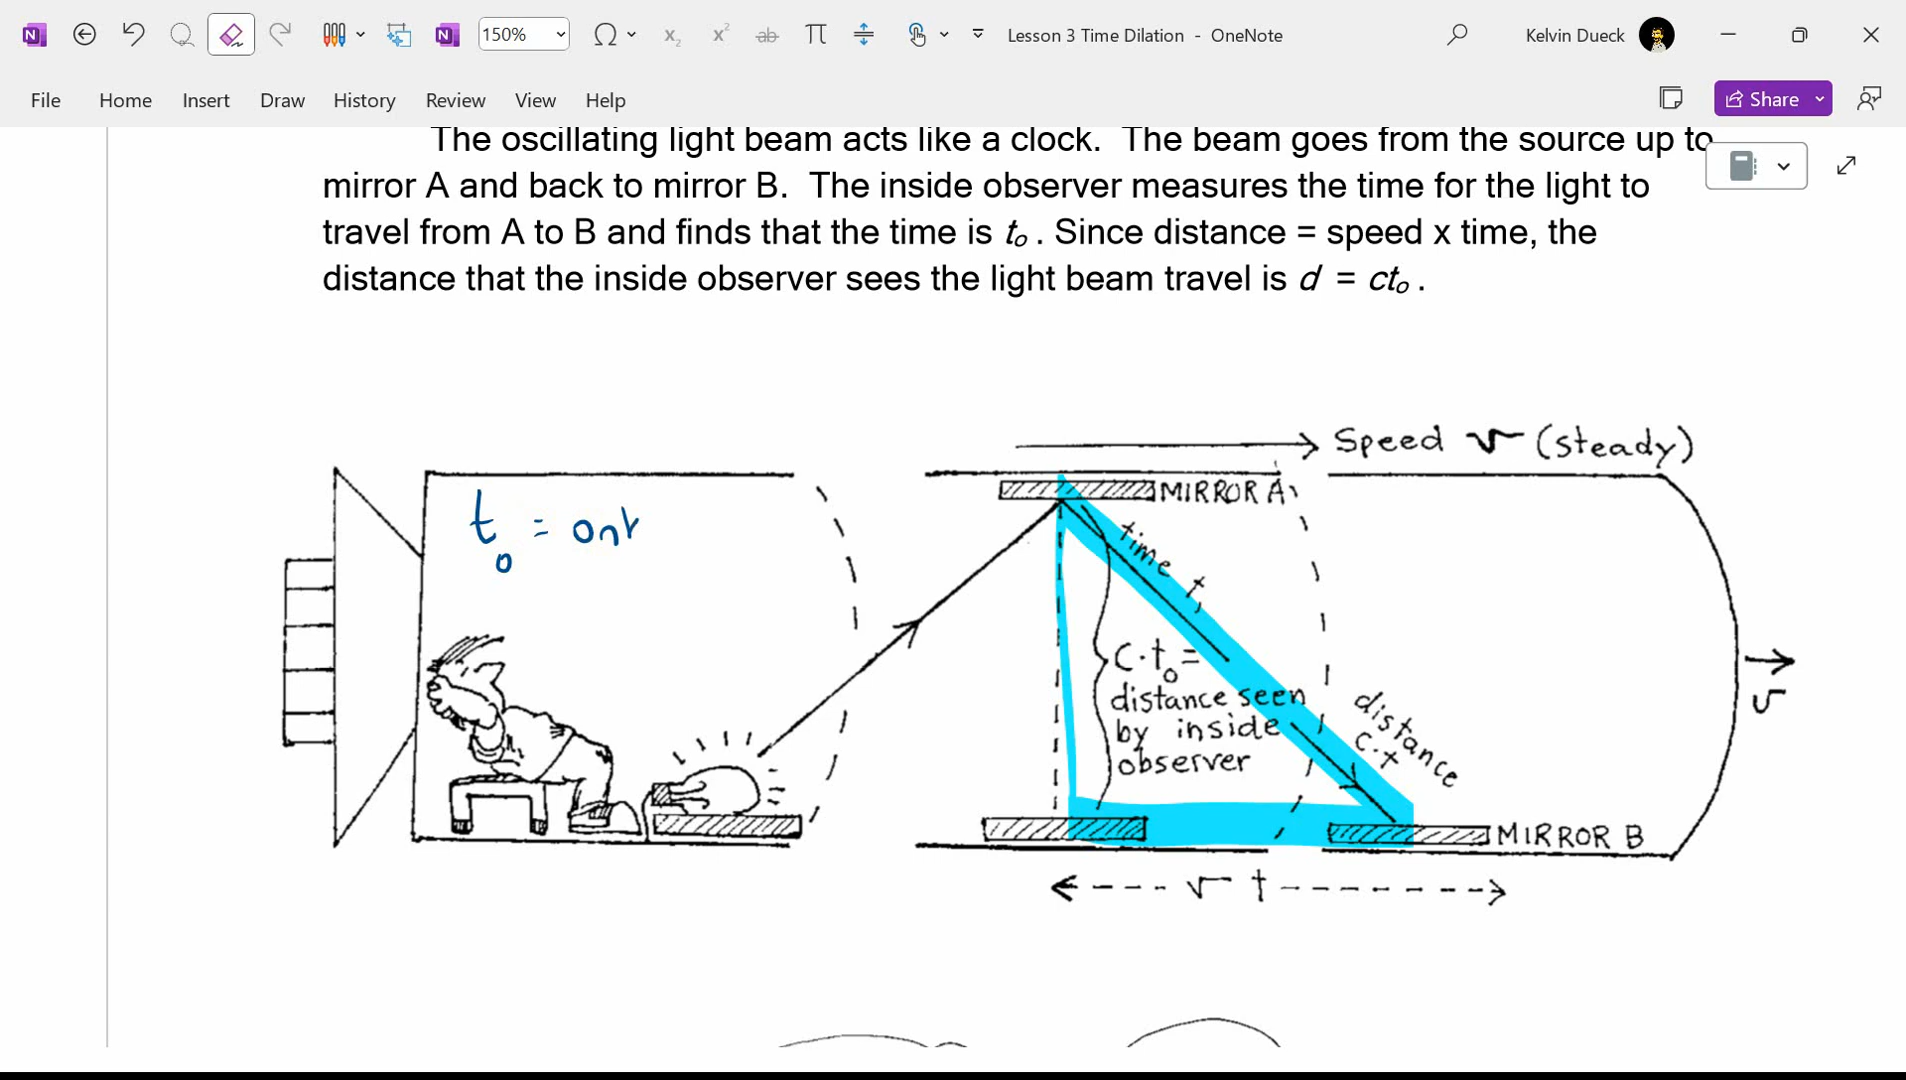 150%
Lesson 3 Time Dilation - OneNote
Kelvin Dueck
File Home Insert Draw History Review View Help
Share
The oscillating light beam acts like a clock. The beam goes from the source up to
mirror A and back to mirror B. The inside observer measures the time for the light to
travel from A to B and finds that the time is to . Since distance = speed x time, the
distance that the inside observer sees the light beam travel is d = cto .
Speed v (steady)
MIRROR A
t0 = on
time t,
c·t0 =
distance seen
by inside
observer
distance
c·t
v
MIRROR B
v t